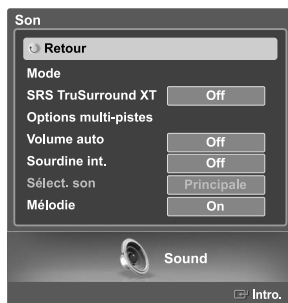 Son
Retour
Mode
SRS TruSurround XT Off
Options multi-pistes
Volume auto Off
Sourdine int. Off
Sélect. son Principale
Mélodie On
Sound
Intro.